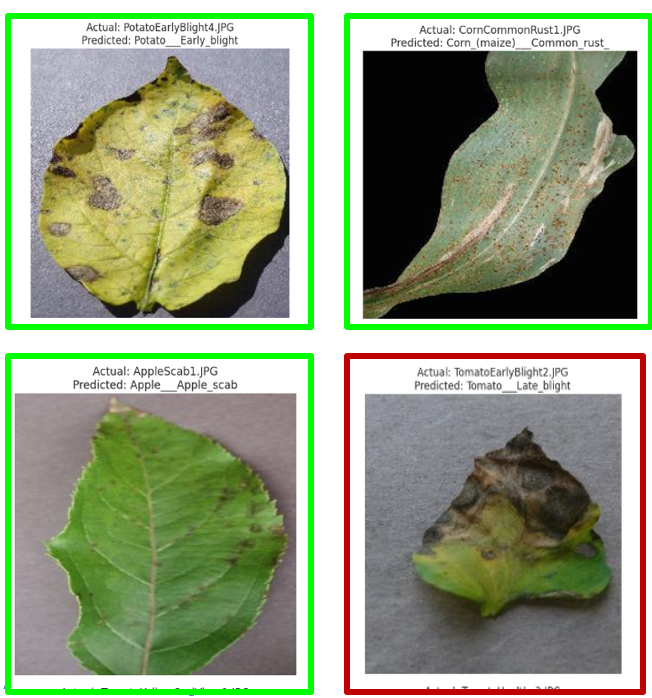 Actual: PotatoEarlyBlight4.JPG
Predicted: Potato___Early_blight
Actual: CornCommonRust1.JPG
Predicted: Corn_(maize)___Common_rust_
Actual: AppleScab1.JPG
Predicted: Apple___Apple_scab
Actual: TomatoEarlyBlight2.JPG
Predicted: Tomato___Late_blight